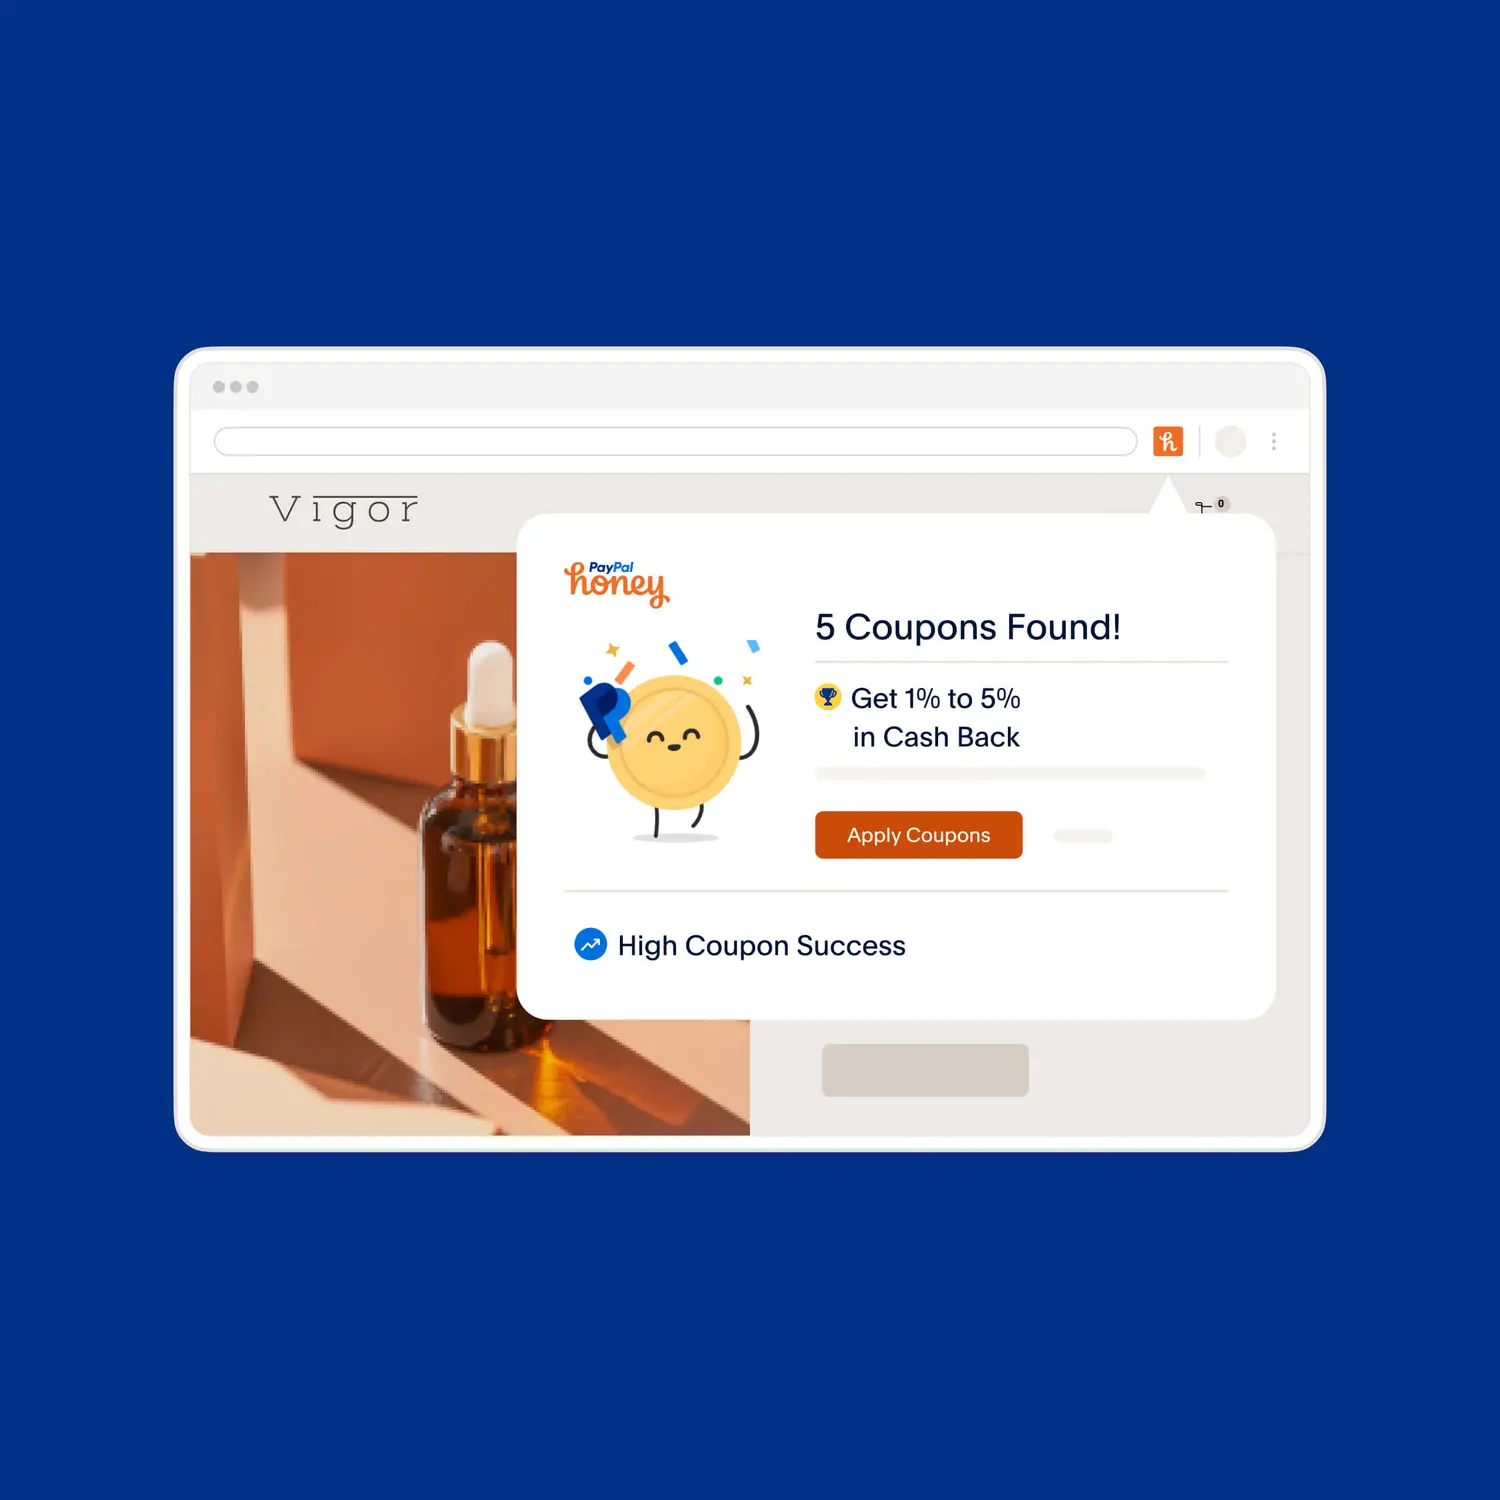 h
Vigor
0
PayPal
honey
5 Coupons Found!
Get 1% to 5%
in Cash Back
Apply Coupons
High Coupon Success